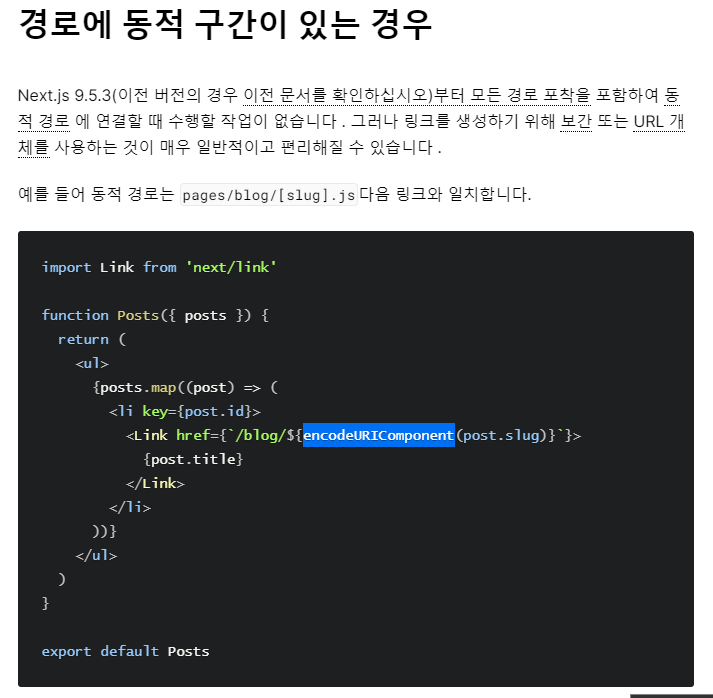 경로에 동적 구간이 있는 경우
Next.js 9.5.3(이전 버전의 경우 이전 문서를 확인하십시오)부터 모든 경로 포착을 포함하여 동
적 경로 에 연결할 때 수행할 작업이 없습니다 . 그러나 링크를 생성하기 위해 보간 또는 URL 개
체를 사용하는 것이 매우 일반적이고 편리해질 수 있습니다 .
예를 들어 동적 경로는 pages/blog/[slug].js다음 링크와 일치합니다.
import Link from 'next/link'
function Posts({ posts }) {
  return (
    <ul>
      {posts.map((post) => (
        <li key={post.id}>
          <Link href={`/blog/${encodeURIComponent(post.slug)}`}>
            {post.title}
          </Link>
        </li>
      ))}
    </ul>
  )
}
export default Posts